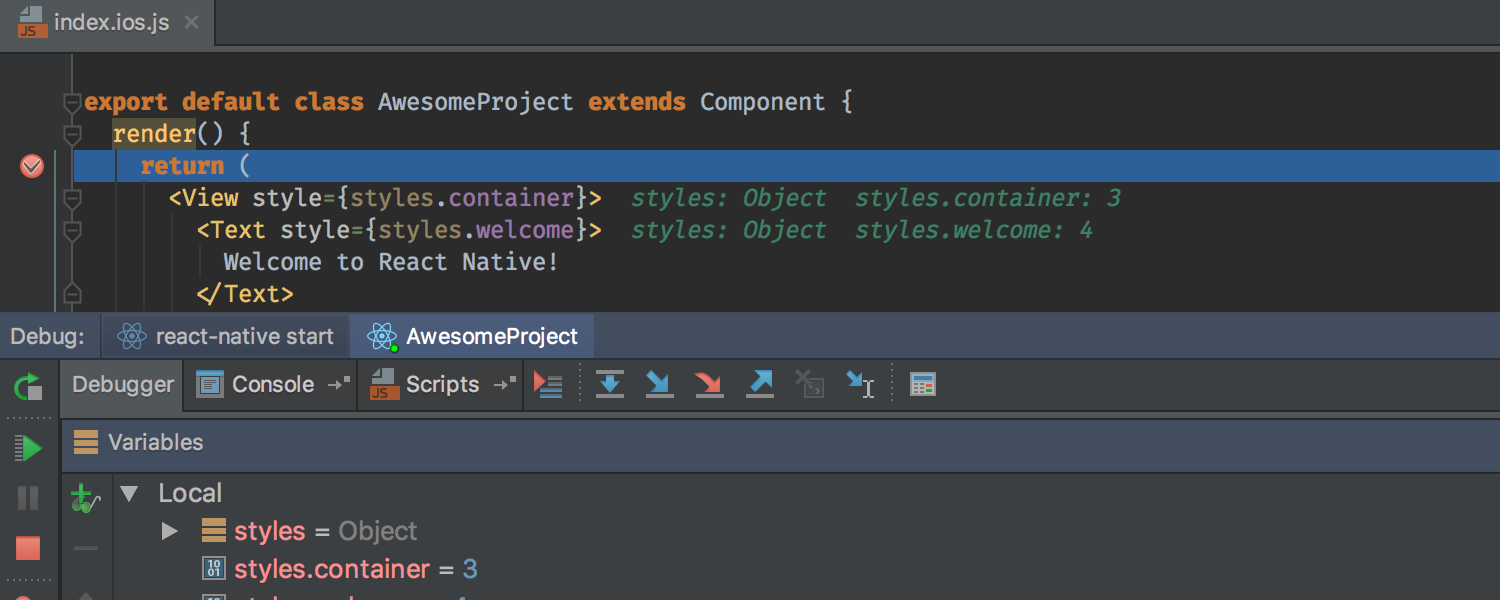 index.ios.js
export default class AwesomeProject extends Component {
render() {
return (
<View style={styles.container}> styles: Object styles.container: 3
<Text style={styles.welcome}> styles: Object styles.welcome: 4
Welcome to React Native!
</Text>
Debug: react-native start AwesomeProject
Debugger Console Scripts
Variables
Local
styles = Object
styles.container = 3